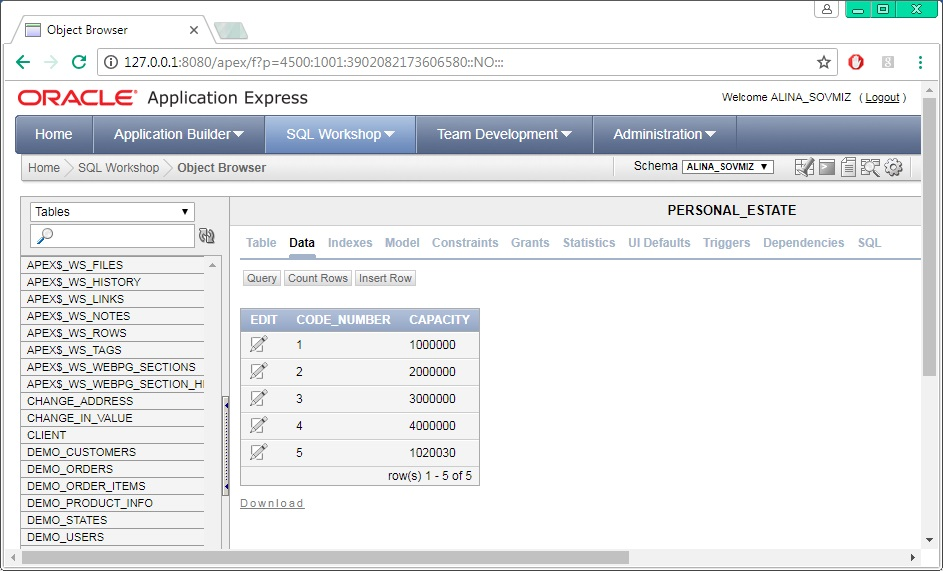 Object Browser
127.0.0.1:8080/apex/f?p=4500:1001:3902082173606580::NO:::
ORACLE Application Express
Welcome ALINA_SOVMIZ ( Logout )
Home Application Builder SQL Workshop Team Development Administration
Home SQL Workshop Object Browser
Schema ALINA_SOVMIZ
Tables
PERSONAL_ESTATE
Table Data Indexes Model Constraints Grants Statistics UI Defaults Triggers Dependencies SQL
Query Count Rows Insert Row
APEX$_WS_FILES
APEX$_WS_HISTORY
APEX$_WS_LINKS
APEX$_WS_NOTES
APEX$_WS_ROWS
APEX$_WS_TAGS
APEX$_WS_WEBPG_SECTIONS
APEX$_WS_WEBPG_SECTION_HI
CHANGE_ADDRESS
CHANGE_IN_VALUE
CLIENT
DEMO_CUSTOMERS
DEMO_ORDERS
DEMO_ORDER_ITEMS
DEMO_PRODUCT_INFO
DEMO_STATES
DEMO_USERS
EDIT CODE_NUMBER CAPACITY
1 1000000
2 2000000
3 3000000
4 4000000
5 1020030
row(s) 1 - 5 of 5
Download